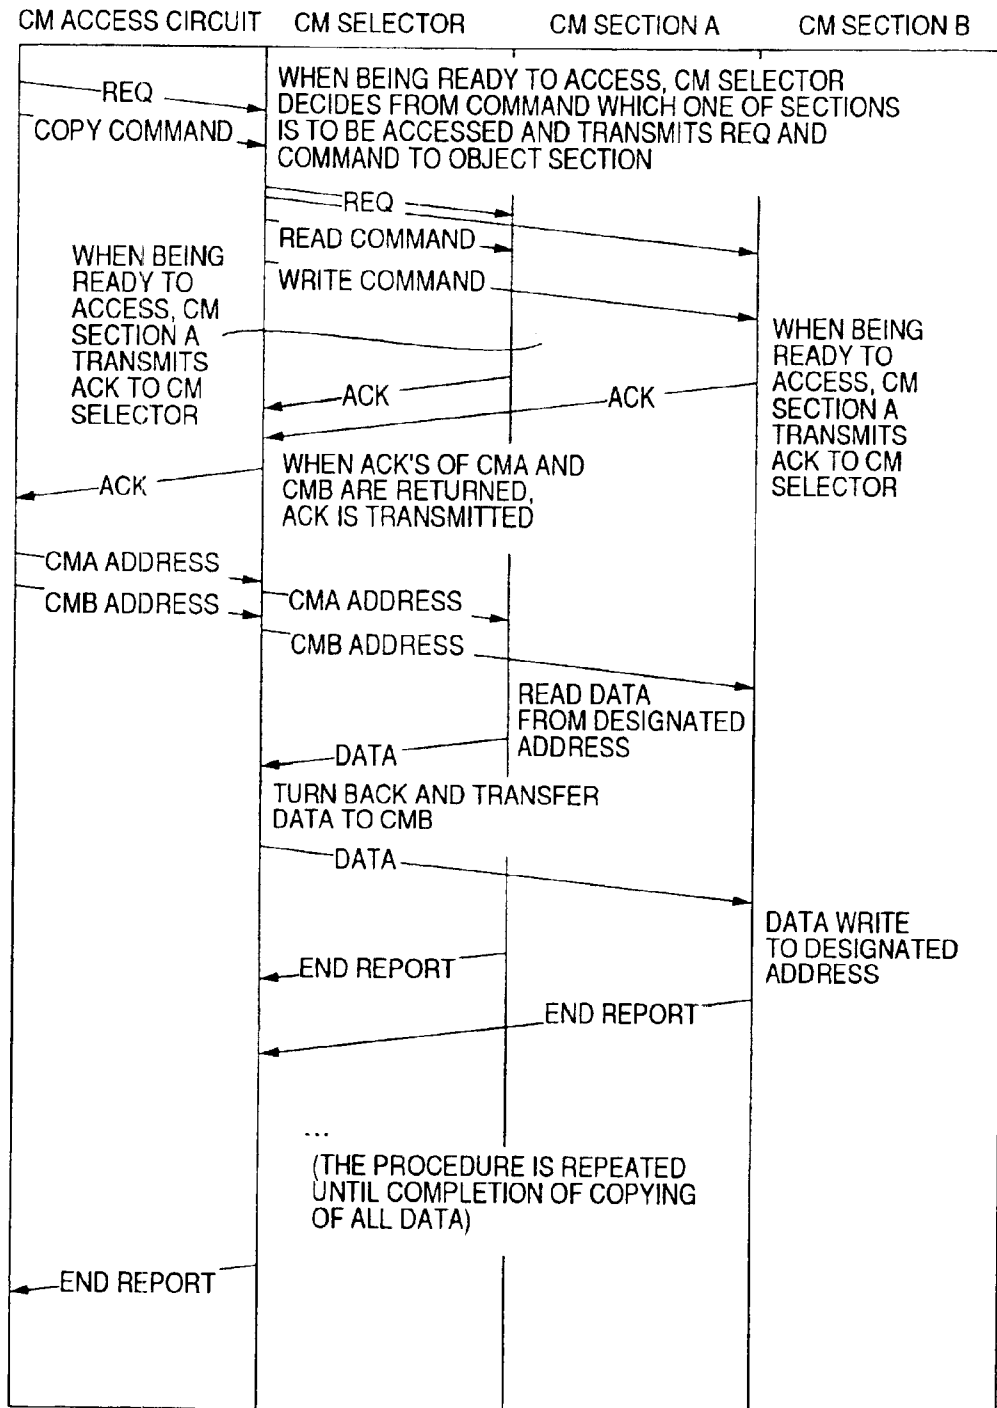 CM ACCESS CIRCUIT CM SELECTOR CM SECTION A CM SECTION B
REQ
COPY COMMAND
WHEN BEING READY TO ACCESS, CM SELECTOR
DECIDES FROM COMMAND WHICH ONE OF SECTIONS
IS TO BE ACCESSED AND TRANSMITS REQ AND
COMMAND TO OBJECT SECTION
REQ
READ COMMAND
WRITE COMMAND
WHEN BEING
READY TO
ACCESS, CM
SECTION A
TRANSMITS
ACK TO CM
SELECTOR
WHEN BEING
READY TO
ACCESS, CM
SECTION A
TRANSMITS
ACK TO CM
SELECTOR
ACK
ACK
ACK
WHEN ACK'S OF CMA AND
CMB ARE RETURNED,
ACK IS TRANSMITTED
CMA ADDRESS
CMB ADDRESS
CMA ADDRESS
CMB ADDRESS
READ DATA
FROM DESIGNATED
ADDRESS
DATA
TURN BACK AND TRANSFER
DATA TO CMB
DATA
DATA WRITE
TO DESIGNATED
ADDRESS
END REPORT
END REPORT
...
(THE PROCEDURE IS REPEATED
UNTIL COMPLETION OF COPYING
OF ALL DATA)
END REPORT